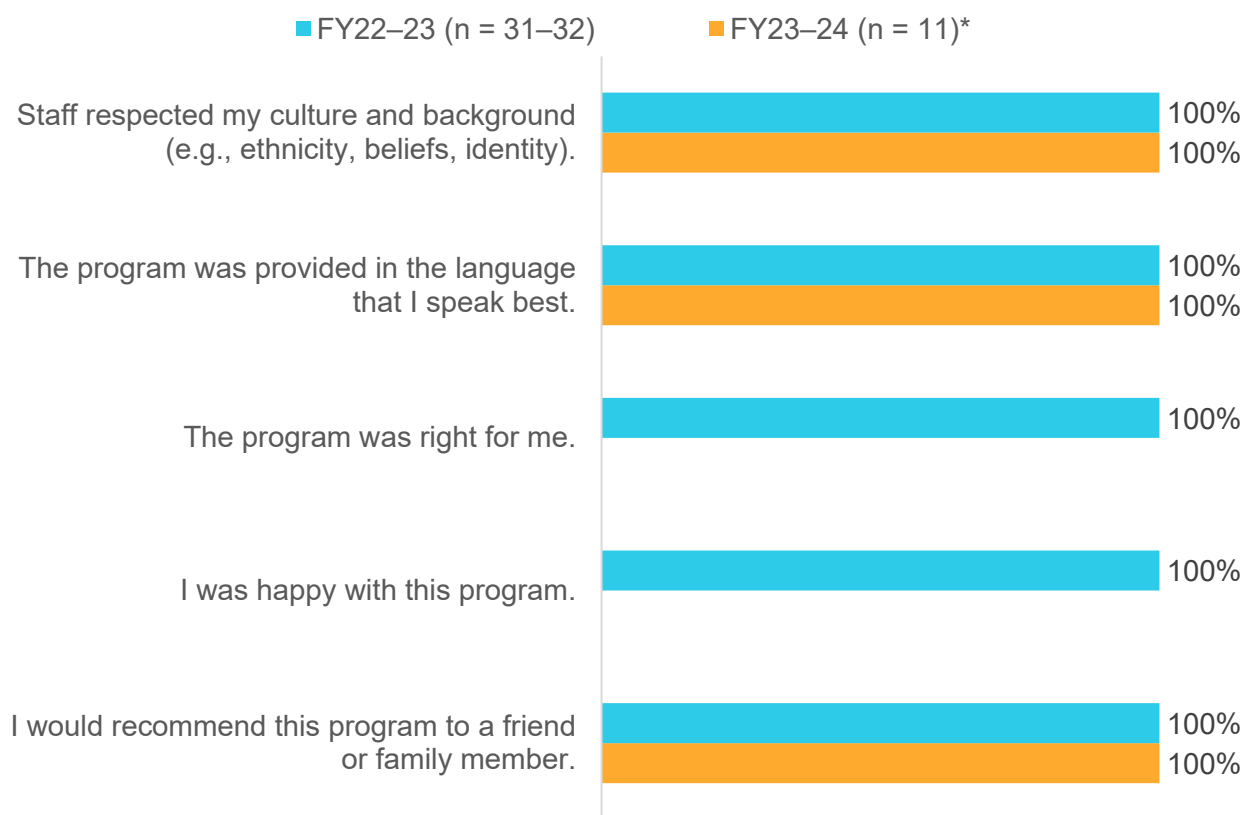 FY22–23 (n = 31–32) FY23–24 (n = 11)*
Staff respected my culture and background
(e.g., ethnicity, beliefs, identity).
100%
100%
The program was provided in the language
that I speak best.
100%
100%
The program was right for me.
100%
I was happy with this program.
100%
I would recommend this program to a friend
or family member.
100%
100%